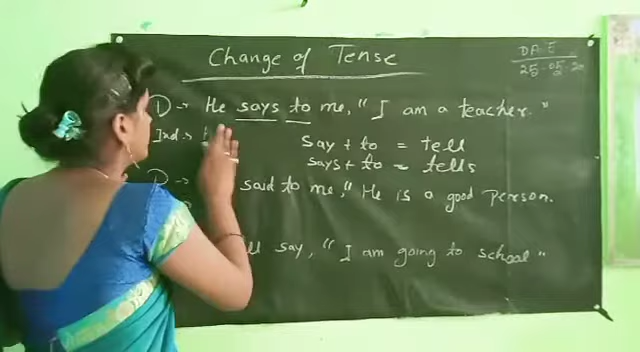 Change of Tense
DATE
25-05-20
D → He says to me, "I am a teacher."
Ind →
say + to = tell
says + to = tells
D → said to me, "He is a good person.
say, "I am going to school"